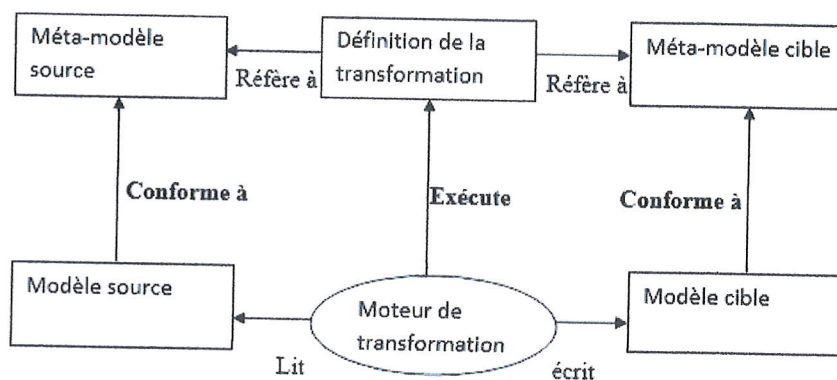 Méta-modèle
source
Réfère à
Définition de la
transformation
Réfère à
Méta-modèle cible
Conforme à
Exécute
Conforme à
Modèle source
Moteur de
transformation
Modèle cible
Lit
écrit